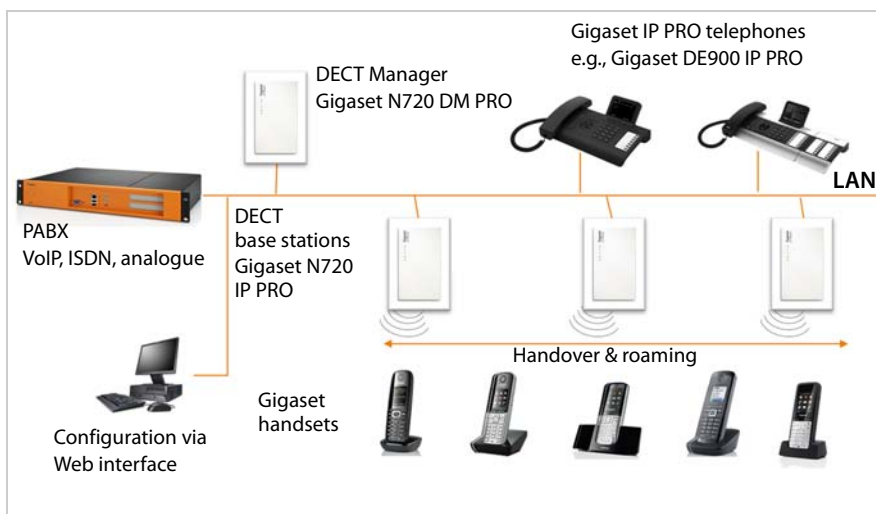 Gigaset IP PRO telephones
e.g., Gigaset DE900 IP PRO
DECT Manager
Gigaset N720 DM PRO
LAN
PABX
VoIP, ISDN, analogue
DECT
base stations
Gigaset N720
IP PRO
Handover & roaming
Gigaset
handsets
Configuration via
Web interface